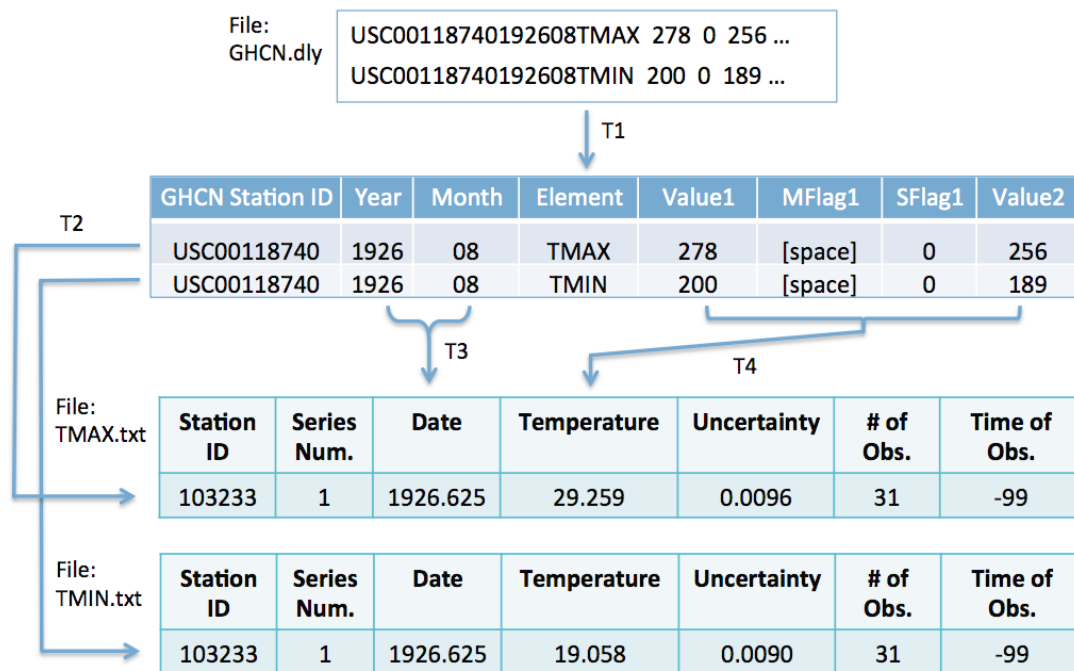 File:
GHCN.dly
USC00118740192608TMAX 278 0 256 ...
USC00118740192608TMIN 200 0 189 ...
T1
GHCN Station ID Year Month Element Value1 MFlag1 SFlag1 Value2
T2
USC00118740 1926 08 TMAX 278 [space] 0 256
USC00118740 1926 08 TMIN 200 [space] 0 189
T3
T4
File:
TMAX.txt
Station ID Series Num. Date Temperature Uncertainty # of Obs. Time of Obs.
103233 1 1926.625 29.259 0.0096 31 -99
File:
TMIN.txt
Station ID Series Num. Date Temperature Uncertainty # of Obs. Time of Obs.
103233 1 1926.625 19.058 0.0090 31 -99